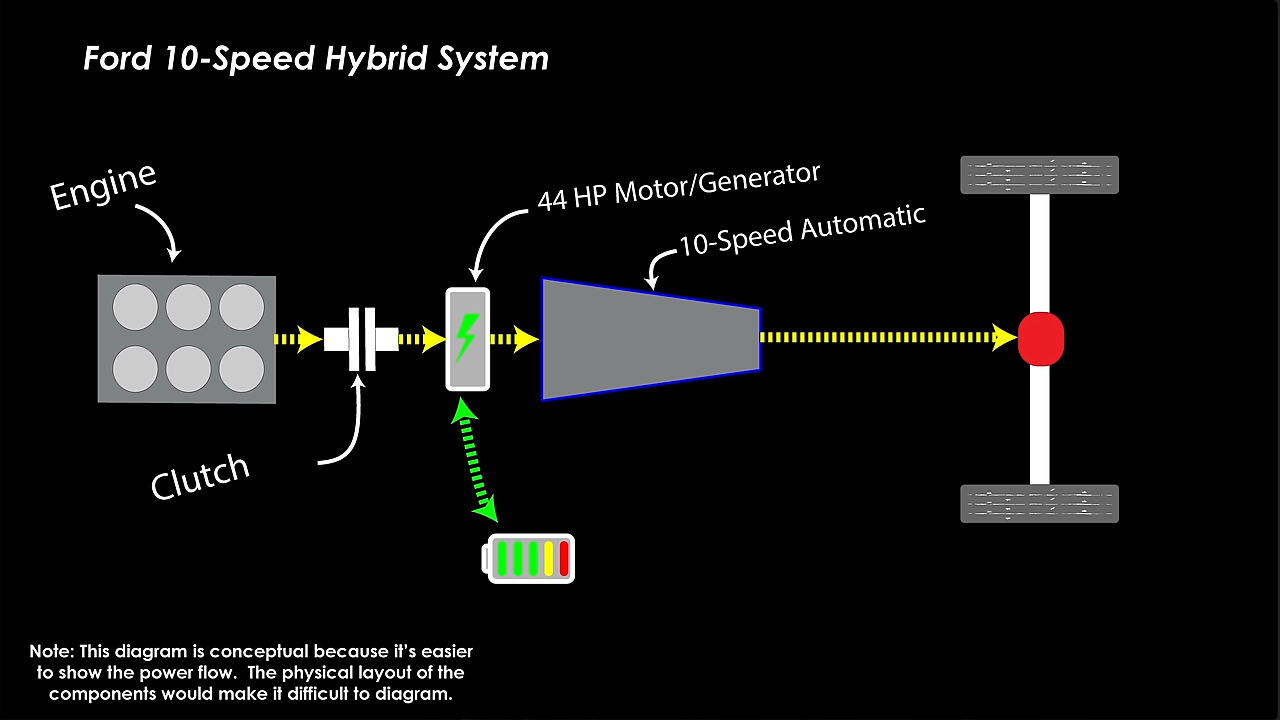 Ford 10-Speed Hybrid System
Engine
44 HP Motor/Generator
10-Speed Automatic
Clutch
Note: This diagram is conceptual because it's easier
to show the power flow.  The physical layout of the
components would make it difficult to diagram.